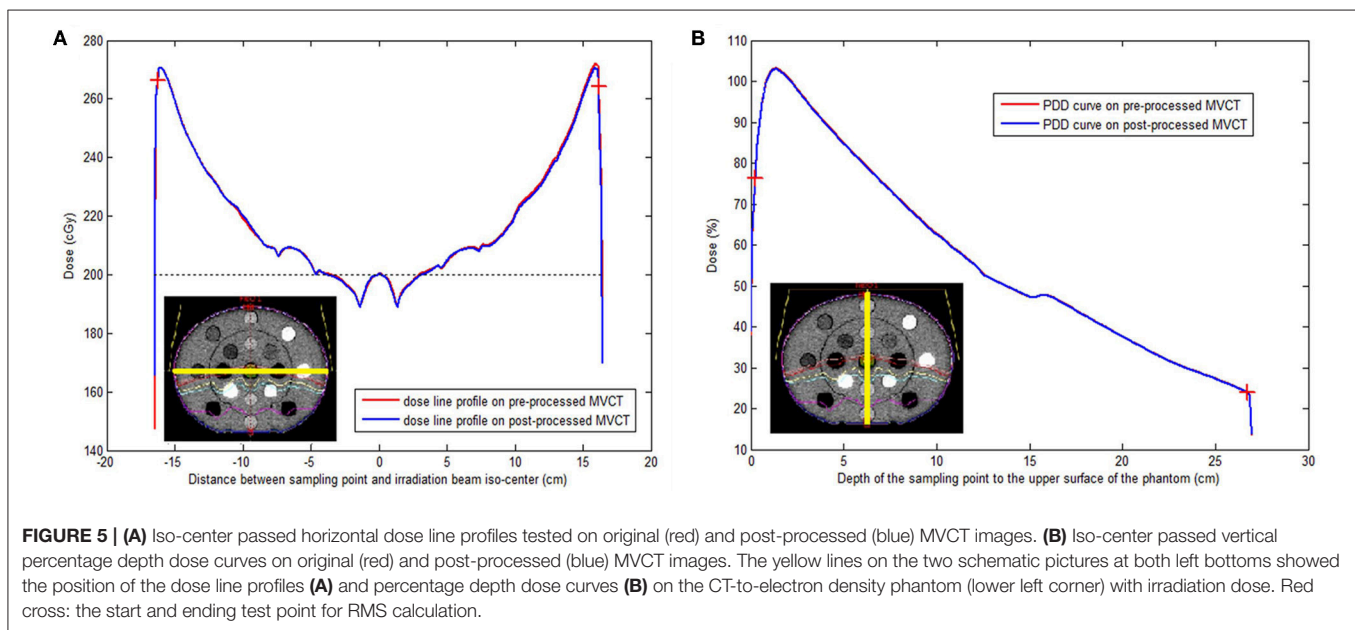 A
280
260
240
220
200
180
160
140
Dose (cGy)
-20
-15
-10
-5
0
5
10
15
20
Distance between sampling point and irradiation beam iso-center (cm)
dose line profile on pre-processed MVCT
dose line profile on post-processed MVCT
B
110
100
90
80
70
60
50
40
30
20
10
Dose (%)
0
5
10
15
20
25
30
Depth of the sampling point to the upper surface of the phantom (cm)
PDD curve on pre-processed MVCT
PDD curve on post-processed MVCT
FIGURE 5 | (A) Iso-center passed horizontal dose line profiles tested on original (red) and post-processed (blue) MVCT images. (B) Iso-center passed vertical
percentage depth dose curves on original (red) and post-processed (blue) MVCT images. The yellow lines on the two schematic pictures at both left bottoms showed
the position of the dose line profiles (A) and percentage depth dose curves (B) on the CT-to-electron density phantom (lower left corner) with irradiation dose. Red
cross: the start and ending test point for RMS calculation.